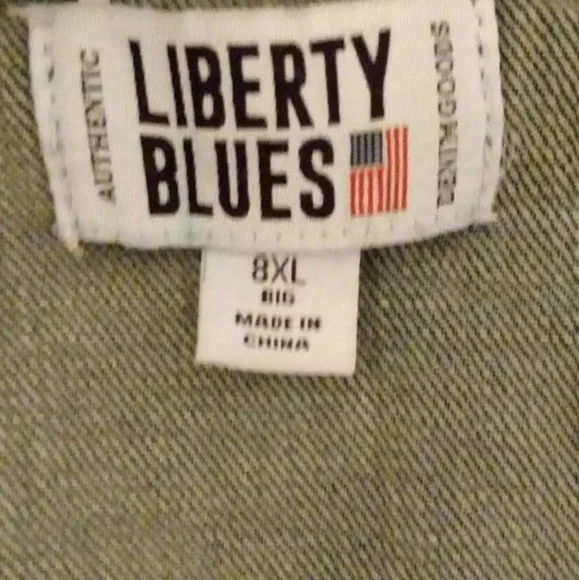 AUTHENTIC
LIBERTY
BLUES
DENIM GOODS
8XL
BIG
MADE IN
CHINA